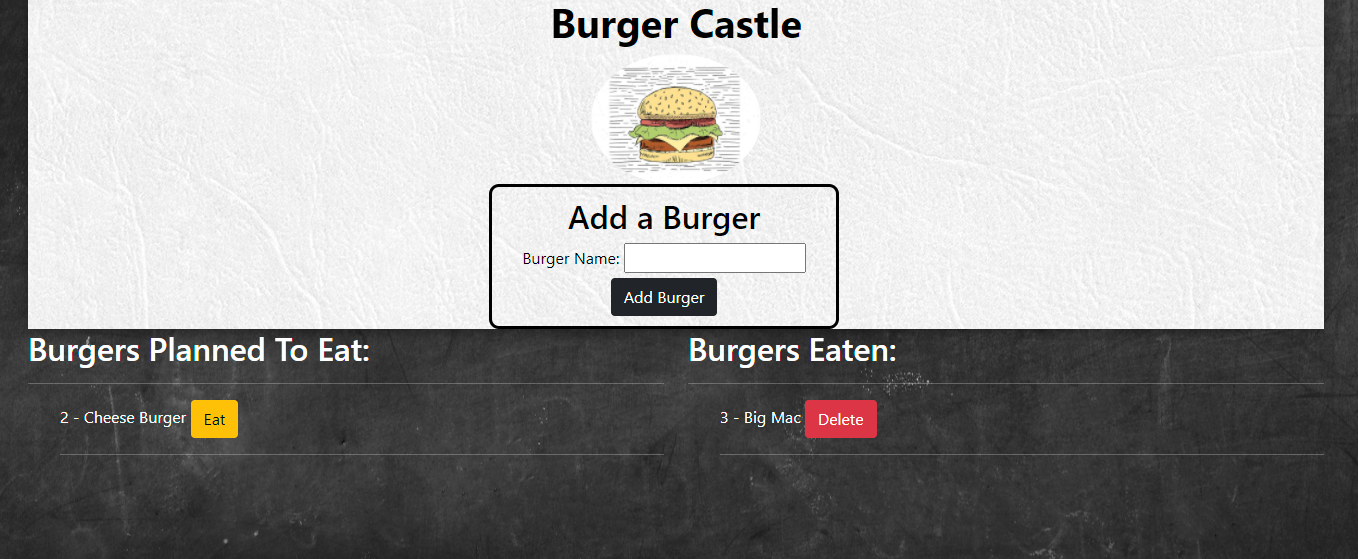 Burger Castle
Add a Burger
Burger Name:
Add Burger
Burgers Planned To Eat:
2 - Cheese Burger Eat
Burgers Eaten:
3 - Big Mac Delete